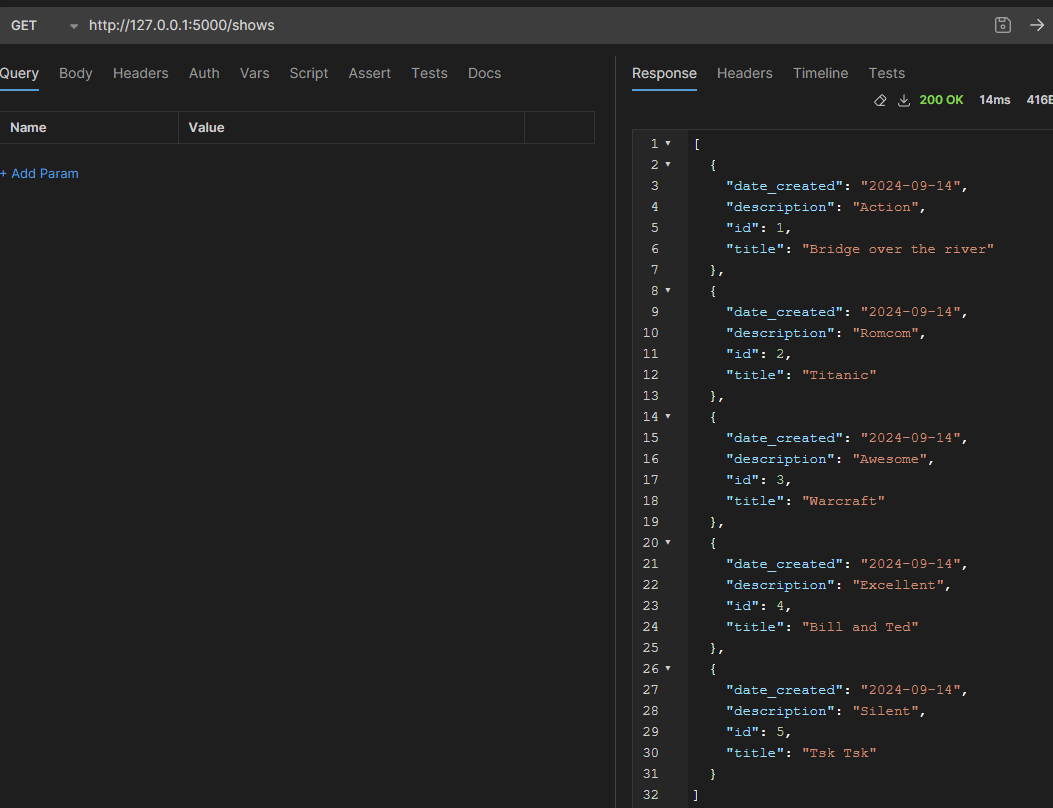 GET http://127.0.0.1:5000/shows
Query Body Headers Auth Vars Script Assert Tests Docs
Name Value
+ Add Param
Response Headers Timeline Tests
200 OK 14ms 416B
1 [
2 {
3 "date_created": "2024-09-14",
4 "description": "Action",
5 "id": 1,
6 "title": "Bridge over the river"
7 },
8 {
9 "date_created": "2024-09-14",
10 "description": "Romcom",
11 "id": 2,
12 "title": "Titanic"
13 },
14 {
15 "date_created": "2024-09-14",
16 "description": "Awesome",
17 "id": 3,
18 "title": "Warcraft"
19 },
20 {
21 "date_created": "2024-09-14",
22 "description": "Excellent",
23 "id": 4,
24 "title": "Bill and Ted"
25 },
26 {
27 "date_created": "2024-09-14",
28 "description": "Silent",
29 "id": 5,
30 "title": "Tsk Tsk"
31 }
32 ]